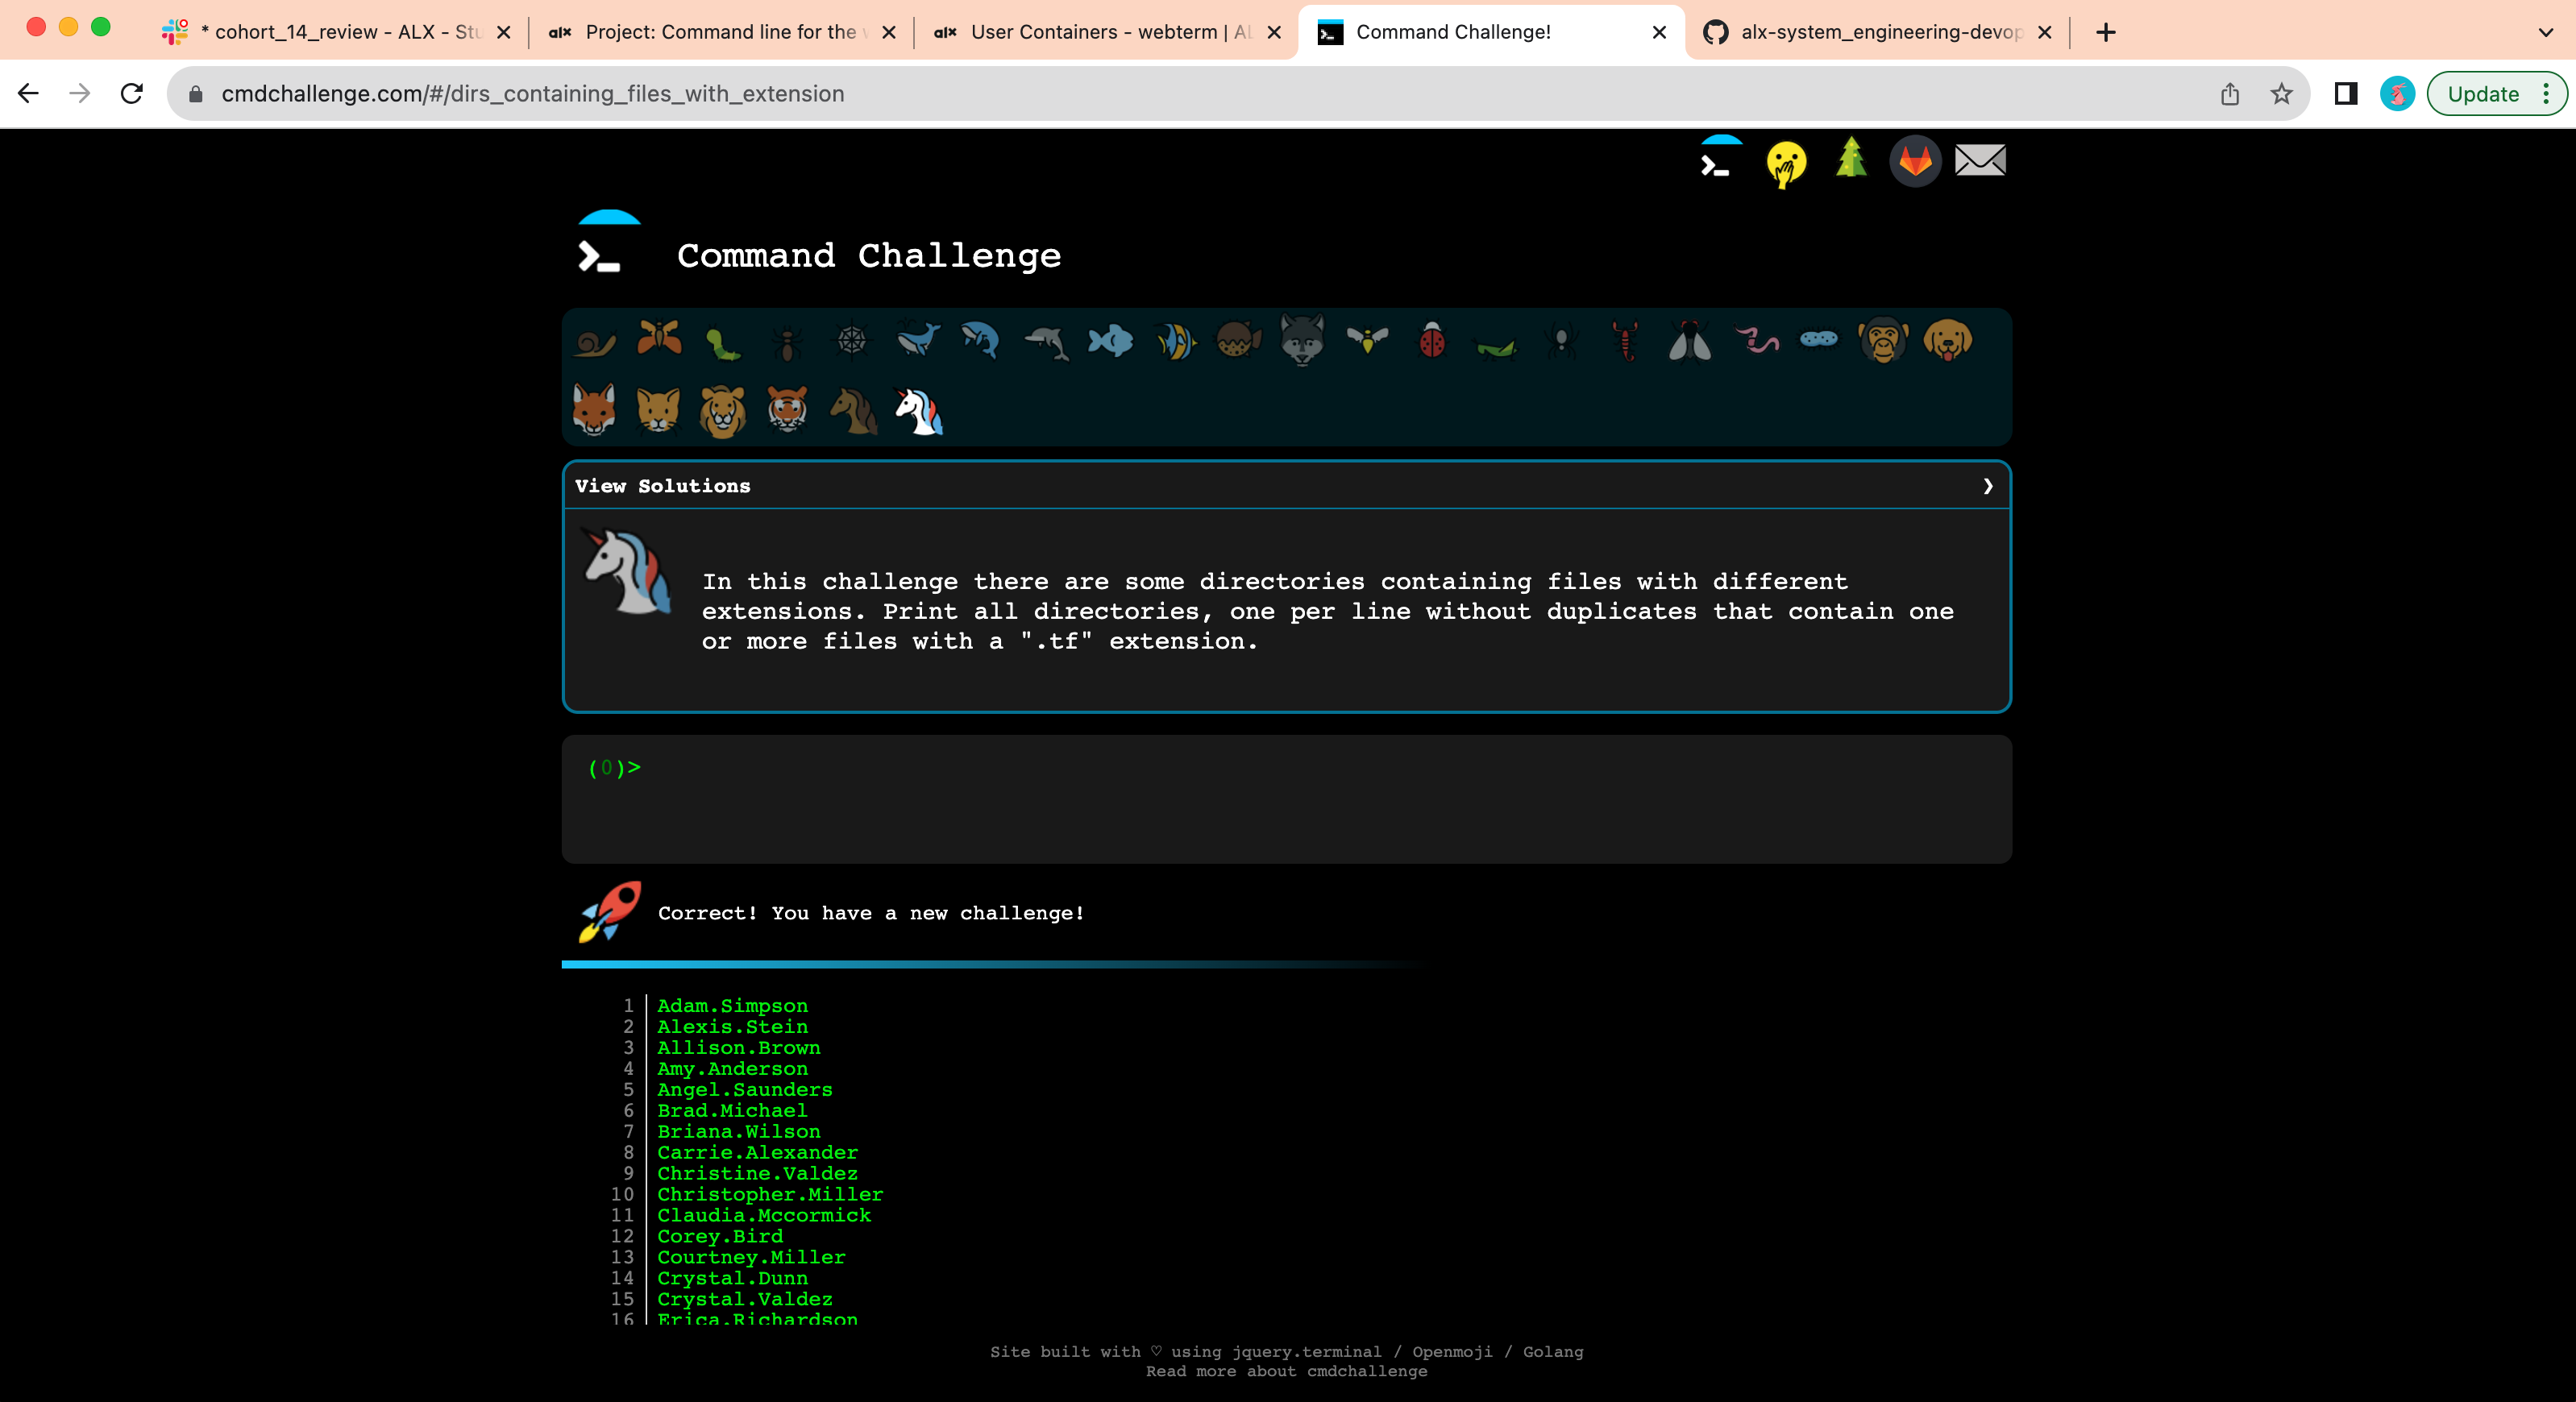 * cohort_14_review - ALX - Stu
alx Project: Command line for the w
alx User Containers - webterm | AL
Command Challenge!
alx-system_engineering-devop
cmdchallenge.com/#/dirs_containing_files_with_extension
Update
Command Challenge
View Solutions
In this challenge there are some directories containing files with different
extensions. Print all directories, one per line without duplicates that contain one
or more files with a ".tf" extension.
(0)>
Correct! You have a new challenge!
1 Adam.Simpson
2 Alexis.Stein
3 Allison.Brown
4 Amy.Anderson
5 Angel.Saunders
6 Brad.Michael
7 Briana.Wilson
8 Carrie.Alexander
9 Christine.Valdez
10 Christopher.Miller
11 Claudia.Mccormick
12 Corey.Bird
13 Courtney.Miller
14 Crystal.Dunn
15 Crystal.Valdez
16 Erica.Richardson
Site built with ♡ using jquery.terminal / Openmoji / Golang
Read more about cmdchallenge